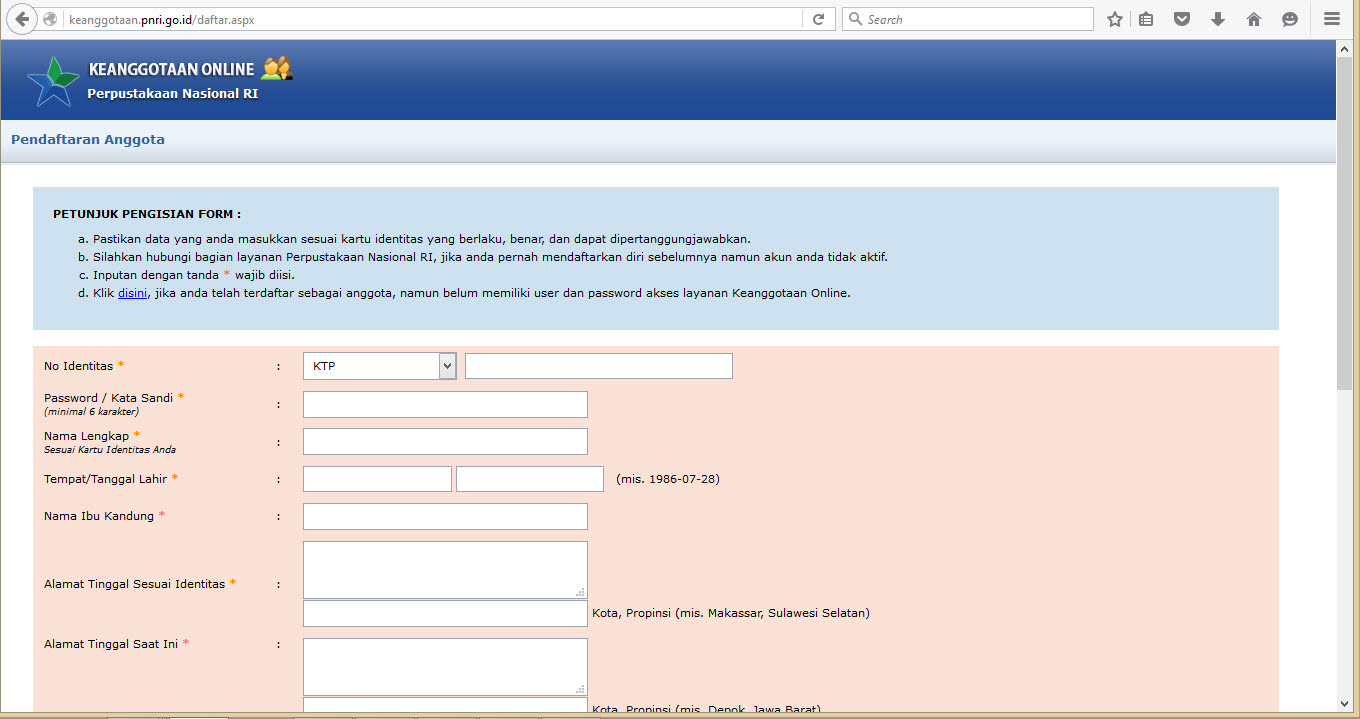 keanggotaan.pnri.go.id/daftar.aspx
Search
KEANGGOTAAN ONLINE
Perpustakaan Nasional RI
Pendaftaran Anggota
PETUNJUK PENGISIAN FORM :
a. Pastikan data yang anda masukkan sesuai kartu identitas yang berlaku, benar, dan dapat dipertanggungjawabkan.
b. Silahkan hubungi bagian layanan Perpustakaan Nasional RI, jika anda pernah mendaftarkan diri sebelumnya namun akun anda tidak aktif.
c. Inputan dengan tanda * wajib diisi.
d. Klik disini, jika anda telah terdaftar sebagai anggota, namun belum memiliki user dan password akses layanan Keanggotaan Online.
No Identitas * : KTP
Password / Kata Sandi * :
(minimal 6 karakter)
Nama Lengkap * :
Sesuai Kartu Identitas Anda
Tempat/Tanggal Lahir * : (mis. 1986-07-28)
Nama Ibu Kandung * :
Alamat Tinggal Sesuai Identitas * :
Kota, Propinsi (mis. Makassar, Sulawesi Selatan)
Alamat Tinggal Saat Ini * :
Kota, Propinsi (mis. Depok, Jawa Barat)